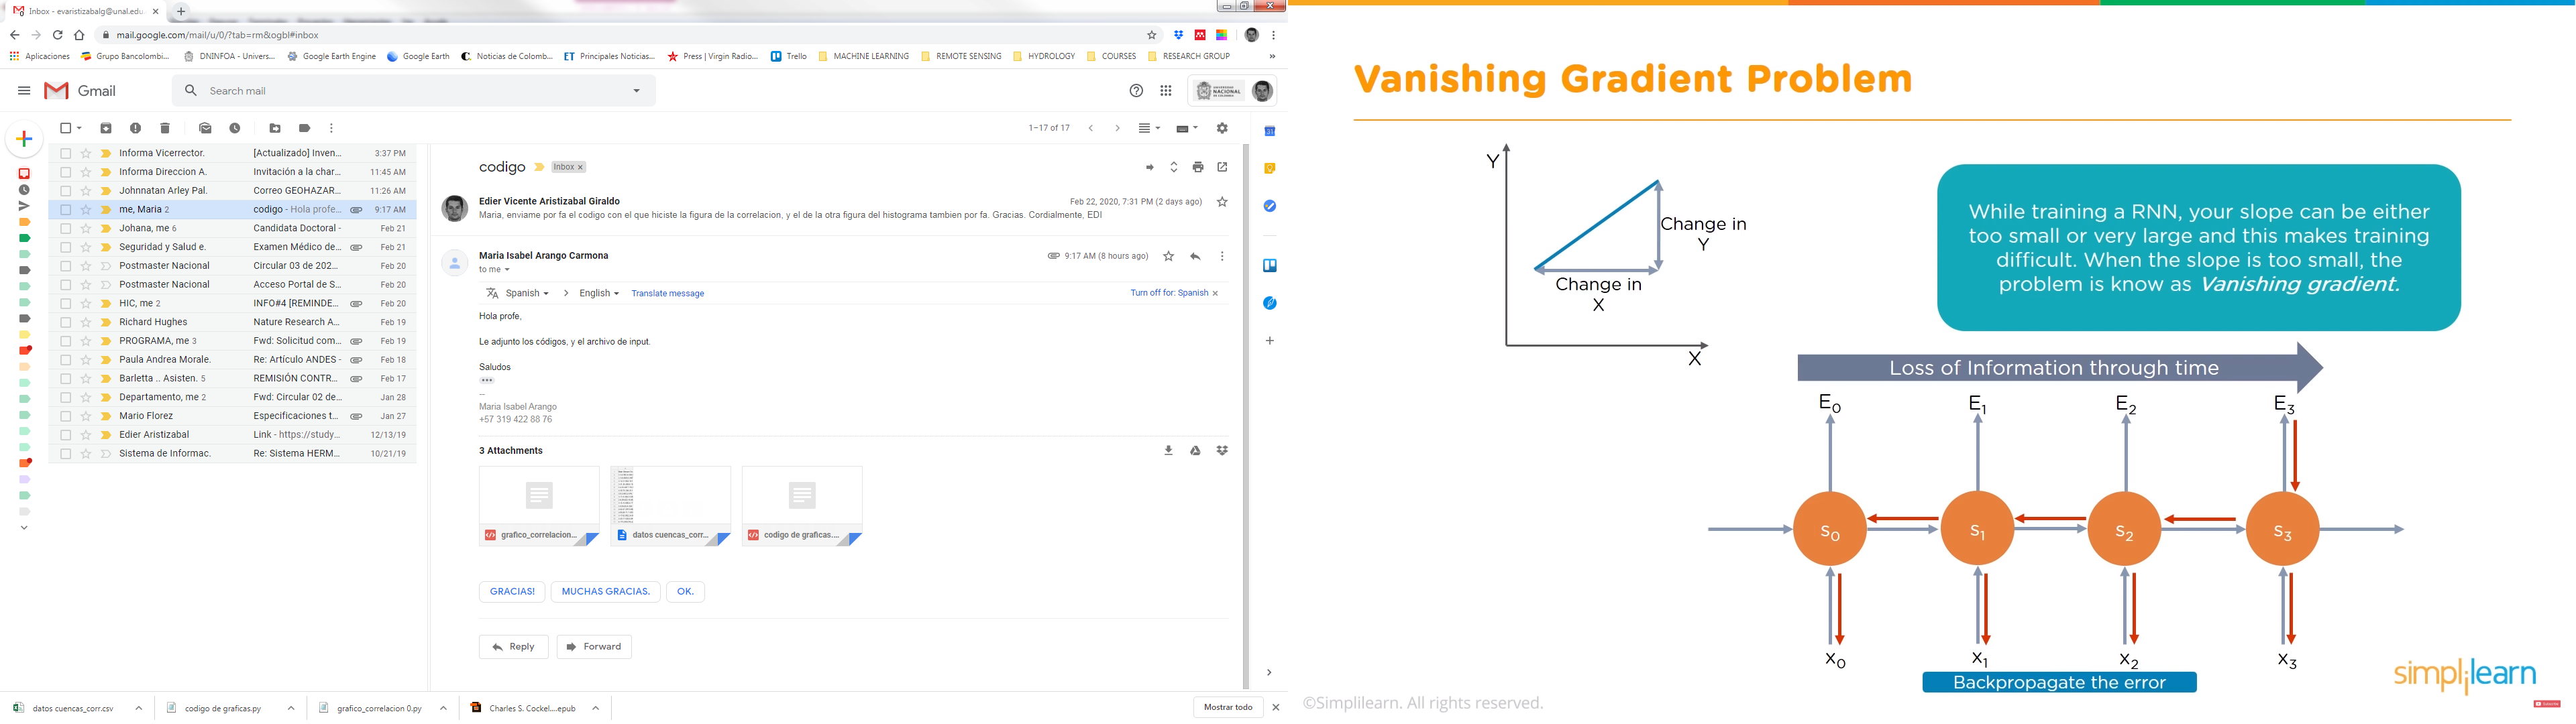 Inbox - evaristizabalg@unal.edu.
mail.google.com/mail/u/0/?tab=rm&ogbl#inbox
Aplicaciones
Grupo Bancolombi...
DNINFOA - Univers...
Google Earth Engine
Google Earth
Noticias de Colomb...
ET Principales Noticias...
Press | Virgin Radio...
Trello
MACHINE LEARNING
REMOTE SENSING
HYDROLOGY
COURSES
RESEARCH GROUP
»
Gmail
Search mail
UNIVERSIDAD
NACIONAL
DE COLOMBIA
1–17 of 17
Informa Vicerrector. [Actualizado] Inven... 3:37 PM
Informa Direccion A. Invitación a la char... 11:45 AM
Johnnatan Arley Pal. Correo GEOHAZAR... 11:26 AM
me, Maria 2 codigo - Hola profe... 9:17 AM
Johana, me 6 Candidata Doctoral - Feb 21
Seguridad y Salud e. Examen Médico de... Feb 21
Postmaster Nacional Circular 03 de 202... Feb 20
Postmaster Nacional Acceso Portal de S... Feb 20
HIC, me 2 INFO#4 [REMINDE... Feb 20
Richard Hughes Nature Research A... Feb 19
PROGRAMA, me 3 Fwd: Solicitud com... Feb 19
Paula Andrea Morale. Re: Artículo ANDES - Feb 18
Barletta .. Asisten. 5 REMISIÓN CONTR... Feb 17
Departamento, me 2 Fwd: Circular 02 de... Jan 28
Mario Florez Especificaciones t... Jan 27
Edier Aristizabal Link - https://study... 12/13/19
Sistema de Informac. Re: Sistema HERM... 10/21/19
codigo
Inbox ×
Edier Vicente Aristizabal Giraldo Feb 22, 2020, 7:31 PM (2 days ago)
Maria, enviame por fa el codigo con el que hiciste la figura de la correlacion, y el de la otra figura del histograma tambien por fa. Gracias. Cordialmente, EDI
Maria Isabel Arango Carmona 9:17 AM (8 hours ago)
to me
Spanish > English Translate message Turn off for: Spanish ×
Hola profe,
Le adjunto los códigos, y el archivo de input.
Saludos
•••
--
Maria Isabel Arango
+57 319 422 88 76
3 Attachments
grafico_correlacion...
datos cuencas_corr...
codigo de graficas....
GRACIAS!
MUCHAS GRACIAS.
OK.
Reply
Forward
datos cuencas_corr.csv
codigo de graficas.py
grafico_correlacion 0.py
Charles S. Cockel....epub
Mostrar todo
Vanishing Gradient Problem
Y
Change in
Y
Change in
X
X
While training a RNN, your slope can be either
too small or very large and this makes training
difficult. When the slope is too small, the
problem is know as Vanishing gradient.
Loss of Information through time
E0 E1 E2 E3
S0 S1 S2 S3
X0 X1 X2 X3
Backpropagate the error
simplilearn
©Simplilearn. All rights reserved.